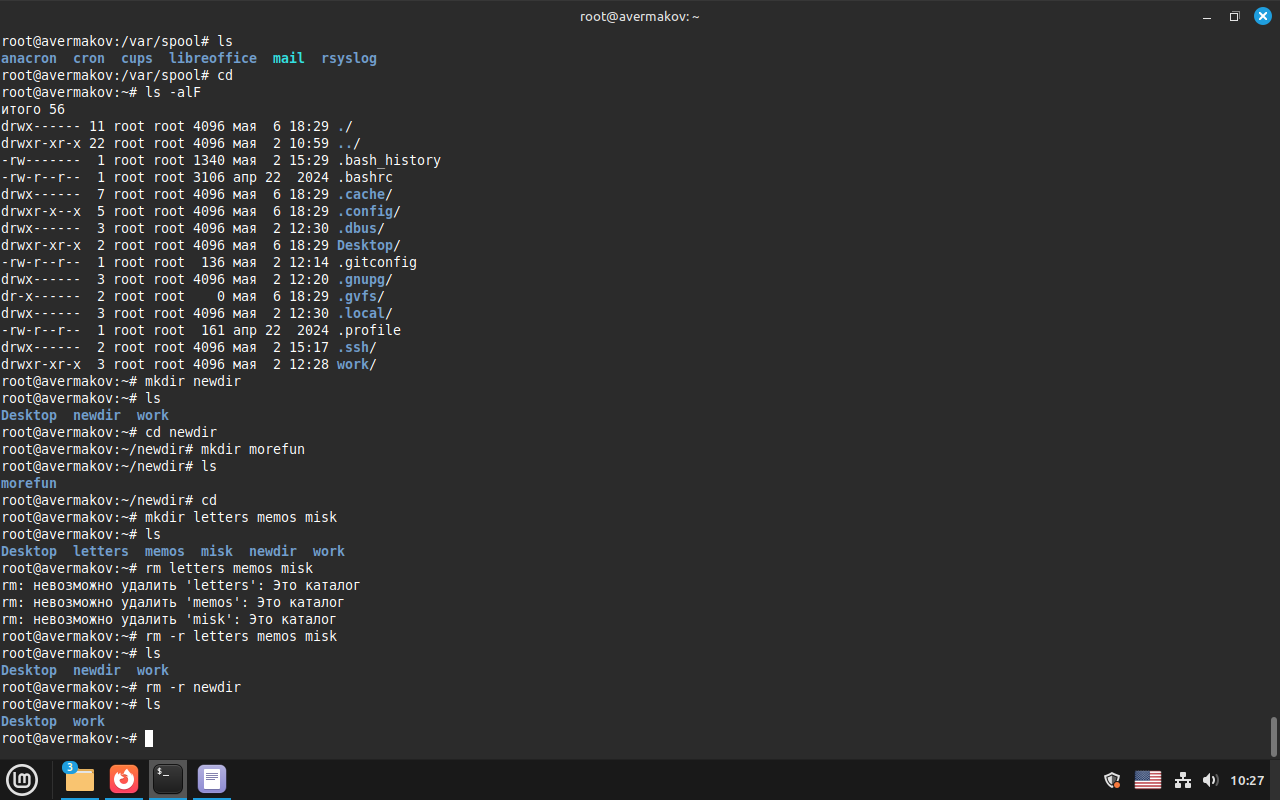 root@avermakov: ~
root@avermakov:/var/spool# ls
anacron  cron  cups  libreoffice  mail  rsyslog
root@avermakov:/var/spool# cd
root@avermakov:~# ls -alF
итого 56
drwx------ 11 root root 4096 мая  6 18:29 ./
drwxr-xr-x 22 root root 4096 мая  2 10:59 ../
-rw-------  1 root root 1340 мая  2 15:29 .bash_history
-rw-r--r--  1 root root 3106 апр 22  2024 .bashrc
drwx------  7 root root 4096 мая  6 18:29 .cache/
drwxr-x--x  5 root root 4096 мая  6 18:29 .config/
drwx------  3 root root 4096 мая  2 12:30 .dbus/
drwxr-xr-x  2 root root 4096 мая  6 18:29 Desktop/
-rw-r--r--  1 root root  136 мая  2 12:14 .gitconfig
drwx------  3 root root 4096 мая  2 12:20 .gnupg/
dr-x------  2 root root    0 мая  6 18:29 .gvfs/
drwx------  3 root root 4096 мая  2 12:30 .local/
-rw-r--r--  1 root root  161 апр 22  2024 .profile
drwx------  2 root root 4096 мая  2 15:17 .ssh/
drwxr-xr-x  3 root root 4096 мая  2 12:28 work/
root@avermakov:~# mkdir newdir
root@avermakov:~# ls
Desktop  newdir  work
root@avermakov:~# cd newdir
root@avermakov:~/newdir# mkdir morefun
root@avermakov:~/newdir# ls
morefun
root@avermakov:~/newdir# cd
root@avermakov:~# mkdir letters memos misk
root@avermakov:~# ls
Desktop  letters  memos  misk  newdir  work
root@avermakov:~# rm letters memos misk
rm: невозможно удалить 'letters': Это каталог
rm: невозможно удалить 'memos': Это каталог
rm: невозможно удалить 'misk': Это каталог
root@avermakov:~# rm -r letters memos misk
root@avermakov:~# ls
Desktop  newdir  work
root@avermakov:~# rm -r newdir
root@avermakov:~# ls
Desktop  work
root@avermakov:~#
lm 3 $_ 10:27